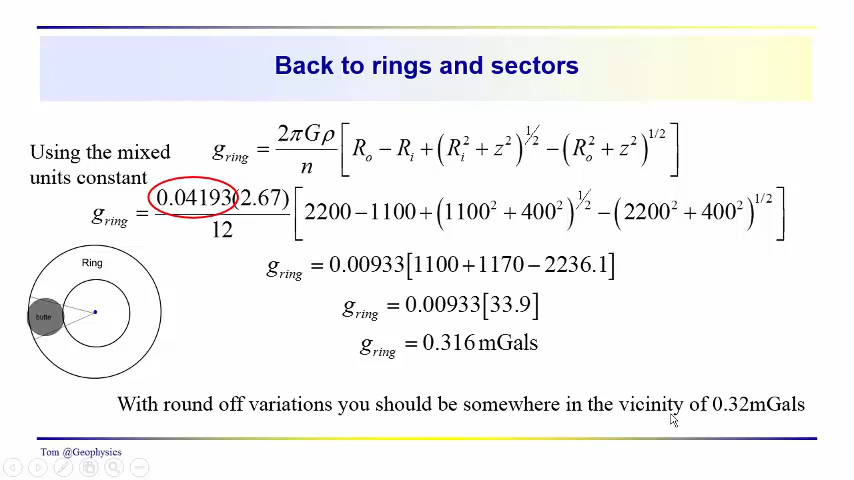 Back to rings and sectors
Using the mixed
units constant
g_ring = 2πGρ/n [R_o − R_i + (R_i² + z²)^1/2 − (R_o² + z²)^1/2]
g_ring = 0.04193(2.67)/12 [2200 − 1100 + (1100² + 400²)^1/2 − (2200² + 400²)^1/2]
g_ring = 0.00933[1100 + 1170 − 2236.1]
g_ring = 0.00933[33.9]
g_ring = 0.316 mGals
Ring
butte
With round off variations you should be somewhere in the vicinity of 0.32mGals
Tom @Geophysics